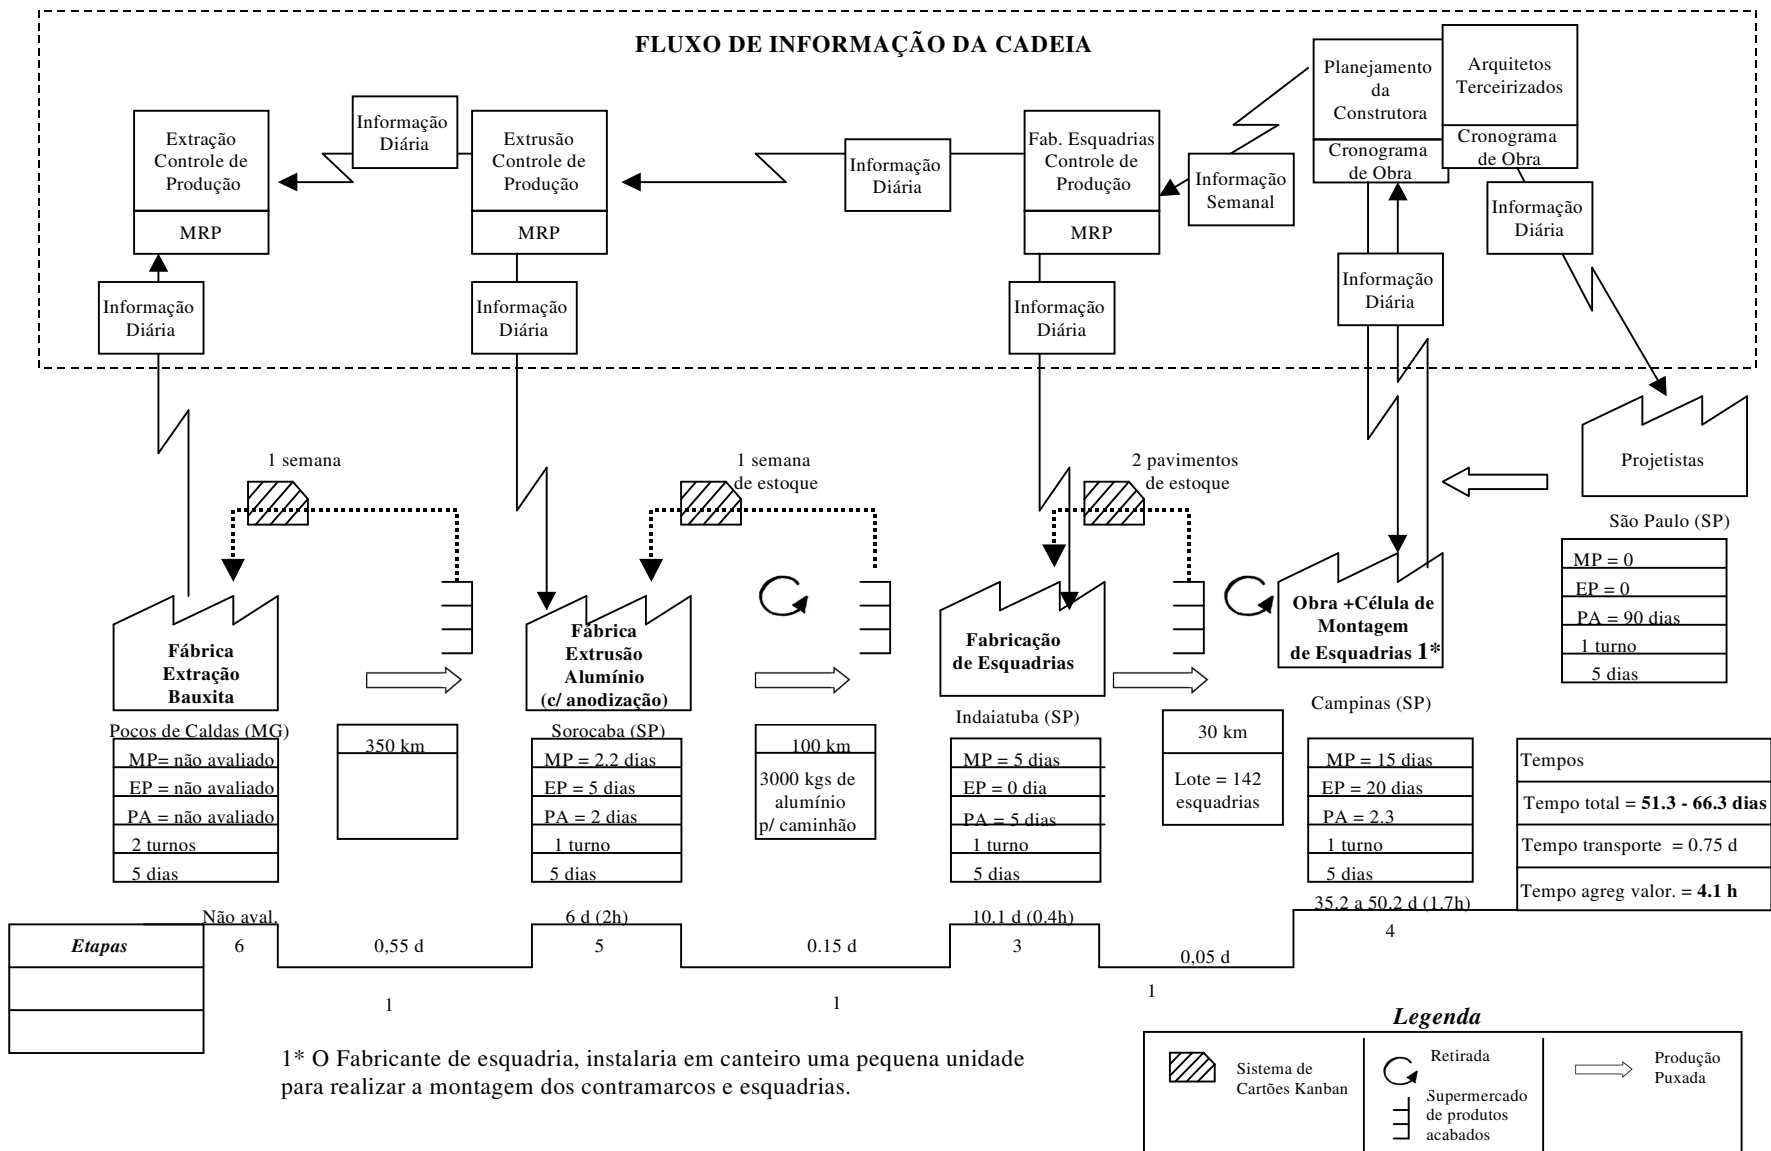 FLUXO DE INFORMAÇÃO DA CADEIA
Extração
Controle de
Produção
MRP
Informação
Diária
Extrusão
Controle de
Produção
MRP
Informação
Diária
Fab. Esquadrias
Controle de
Produção
MRP
Informação
Semanal
Planejamento
da
Construtora
Cronograma
de Obra
Arquitetos
Terceirizados
Cronograma
de Obra
Informação
Diária
Informação
Diária
Informação
Diária
Informação
Diária
Informação
Diária
1 semana
1 semana
de estoque
2 pavimentos
de estoque
Projetistas
São Paulo (SP)
MP = 0
EP = 0
PA = 90 dias
1 turno
5 dias
Fábrica
Extração
Bauxita
Fábrica
Extrusão
Alumínio
(c/ anodização)
Fabricação
de Esquadrias
Obra +Célula de
Montagem
de Esquadrias 1*
Pocos de Caldas (MG)
MP= não avaliado
EP = não avaliado
PA = não avaliado
2 turnos
5 dias
350 km
Sorocaba (SP)
MP = 2.2 dias
EP = 5 dias
PA = 2 dias
1 turno
5 dias
100 km
3000 kgs de
alumínio
p/ caminhão
Indaiatuba (SP)
MP = 5 dias
EP = 0 dia
PA = 5 dias
1 turno
5 dias
30 km
Lote = 142
esquadrias
Campinas (SP)
MP = 15 dias
EP = 20 dias
PA = 2.3
1 turno
5 dias
Tempos
Tempo total = 51.3 - 66.3 dias
Tempo transporte = 0.75 d
Tempo agreg valor. = 4.1 h
Etapas
Não aval.
6
0,55 d
1
6 d (2h)
5
0.15 d
1
10.1 d (0.4h)
3
0,05 d
1
35.2 a 50.2 d (1.7h)
4
1* O Fabricante de esquadria, instalaria em canteiro uma pequena unidade
para realizar a montagem dos contramarcos e esquadrias.
Legenda
Sistema de
Cartões Kanban
Retirada
Supermercado
de produtos
acabados
Produção
Puxada